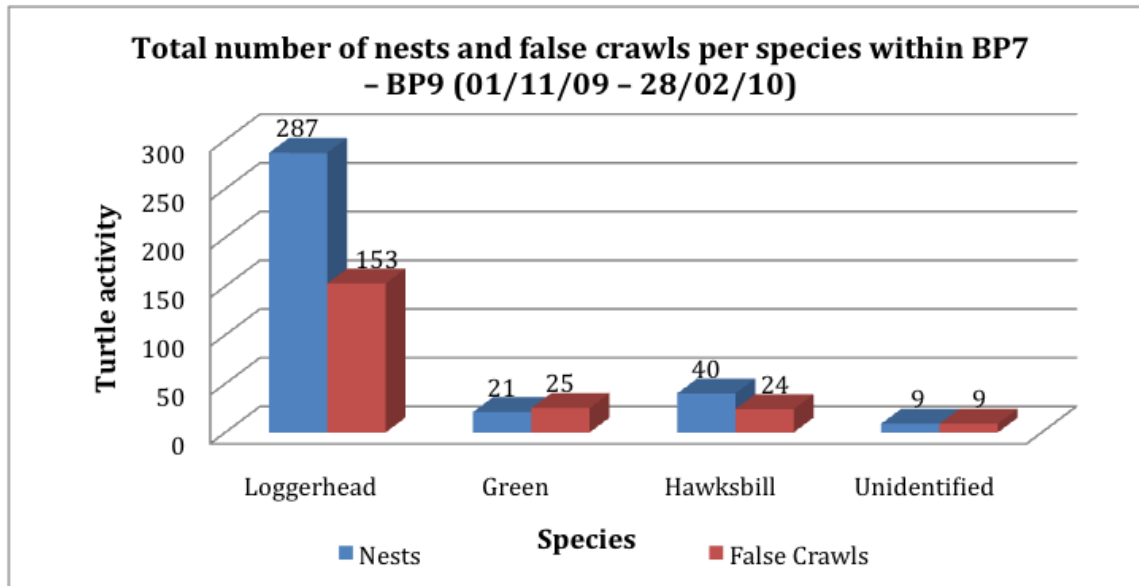 Total number of nests and false crawls per species within BP7
– BP9 (01/11/09 – 28/02/10)
Turtle activity
300
250
200
150
100
50
0
287
153
21
25
40
24
9
9
Loggerhead
Green
Hawksbill
Unidentified
Species
Nests
False Crawls